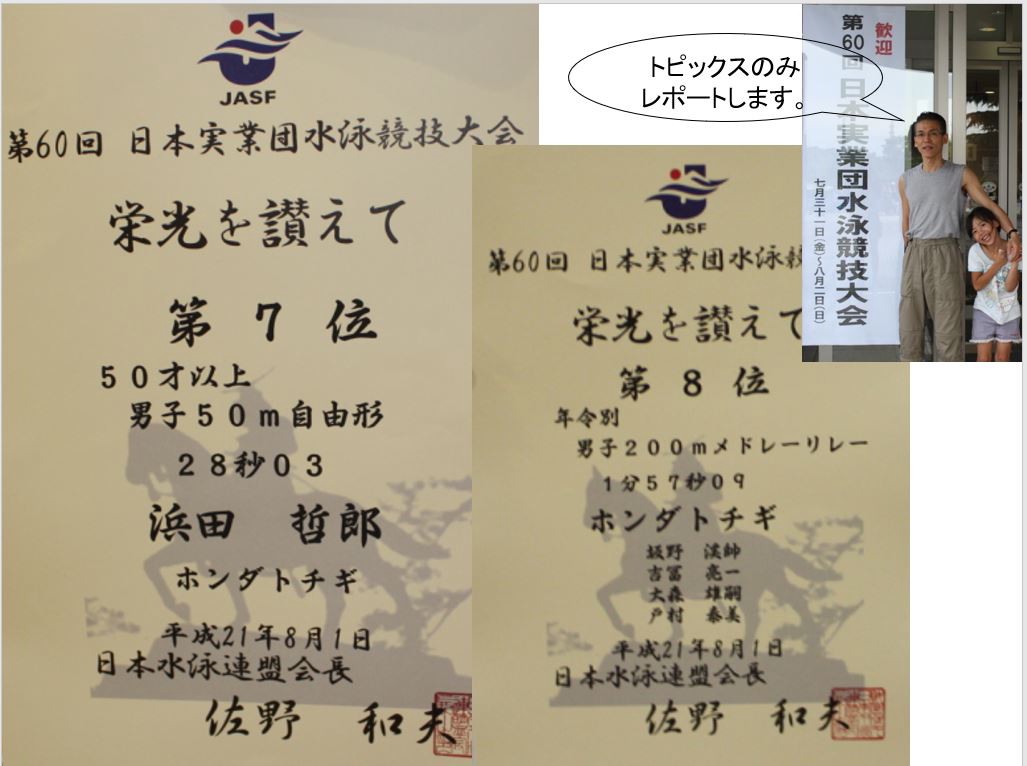 JASF
第60回 日本実業団水泳競技大会
栄光を讃えて
第 7 位
50才以上
男子50m自由形
28秒03
浜田 哲郎
ホンダトチギ
平成21年8月1日
日本水泳連盟会長
佐野 和夫
JASF
第60回 日本実業団水泳競
栄光を讃えて
第 8 位
年令別
男子200mメドレーリレー
1分57秒09
ホンダトチギ
坂野 渓帥
吉冨 亮一
大森 雄嗣
戸村 泰美
平成21年8月1日
日本水泳連盟会長
佐野 和夫
トピックスのみ
レポートします。
歓迎
第60回 日本実業団水泳競技大会
七月三十一日(金)~八月二日(日)